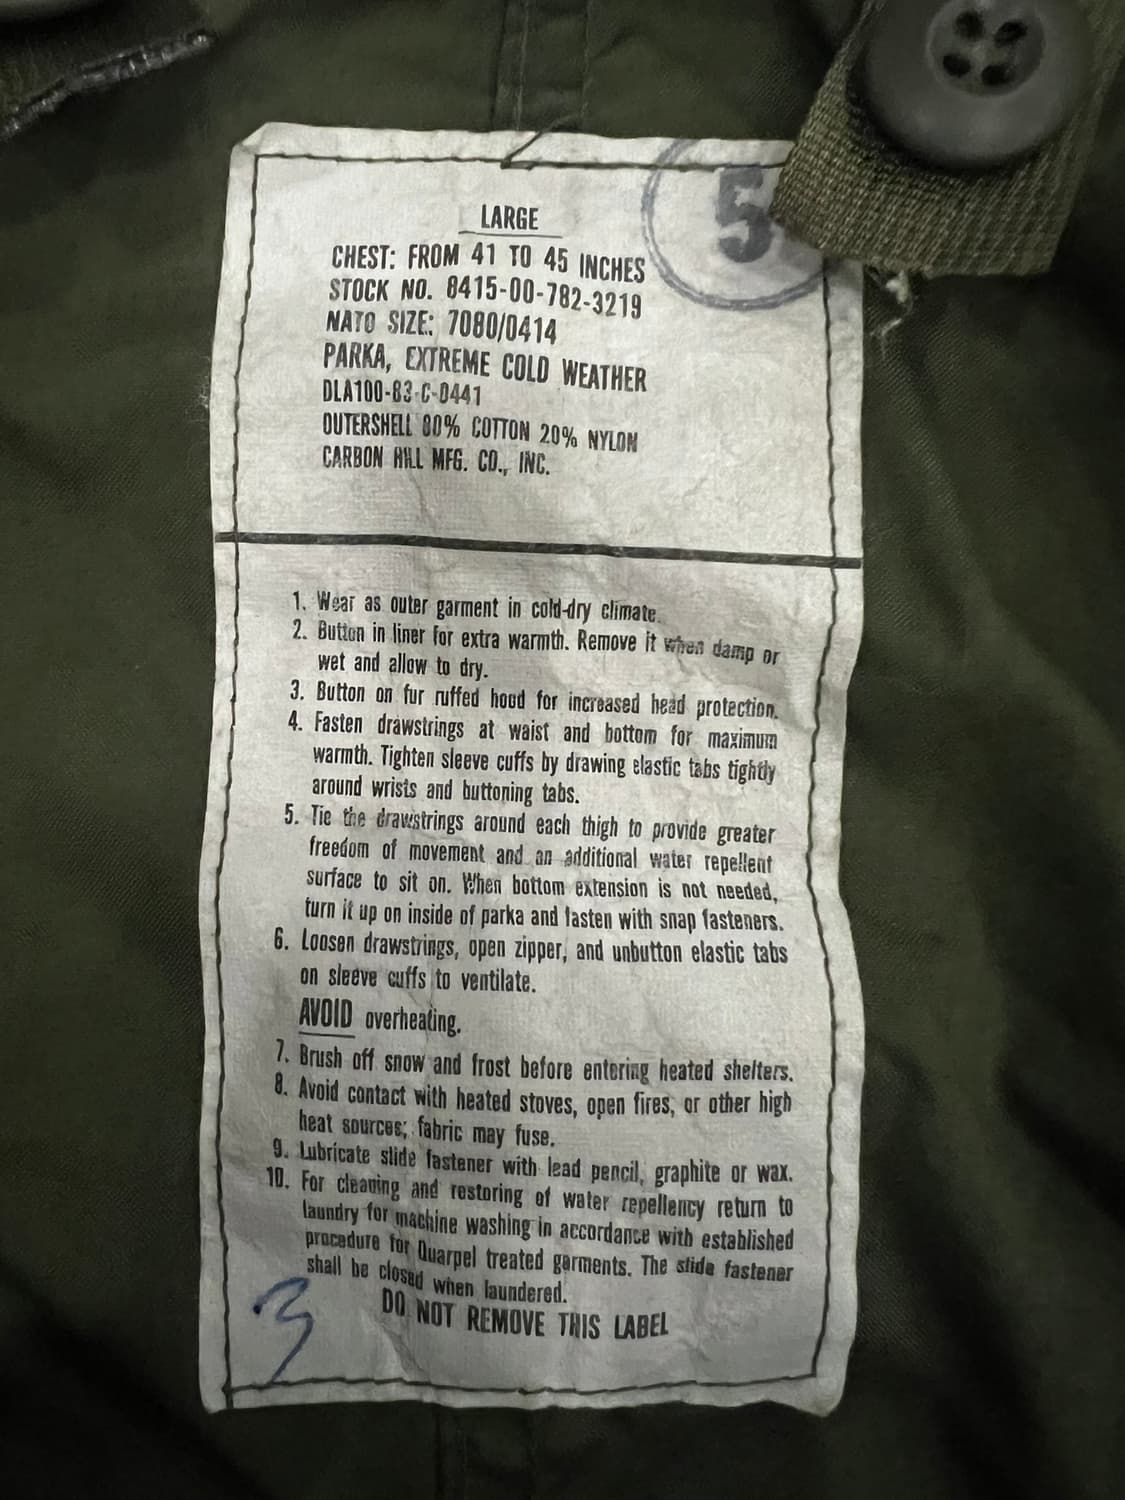 5
LARGE
CHEST: FROM 41 TO 45 INCHES
STOCK NO. 8415-00-782-3219
NATO SIZE: 7080/0414
PARKA, EXTREME COLD WEATHER
DLA100-83-C-0441
OUTERSHELL 80% COTTON 20% NYLON
CARBON HILL MFG. CO., INC.
1. Wear as outer garment in cold-dry climate.
2. Button in liner for extra warmth. Remove it when damp or
wet and allow to dry.
3. Button on fur ruffed hood for increased head protection.
4. Fasten drawstrings at waist and bottom for maximum
warmth. Tighten sleeve cuffs by drawing elastic tabs tightly
around wrists and buttoning tabs.
5. Tie the drawstrings around each thigh to provide greater
freedom of movement and an additional water repellent
surface to sit on. When bottom extension is not needed,
turn it up on inside of parka and fasten with snap fasteners.
6. Loosen drawstrings, open zipper, and unbutton elastic tabs
on sleeve cuffs to ventilate.
AVOID overheating.
7. Brush off snow and frost before entering heated shelters.
8. Avoid contact with heated stoves, open fires, or other high
heat sources; fabric may fuse.
9. Lubricate slide fastener with lead pencil, graphite or wax.
10. For cleaning and restoring of water repellency return to
laundry for machine washing in accordance with established
procedure for Quarpel treated garments. The slide fastener
shall be closed when laundered.
DO NOT REMOVE THIS LABEL
3